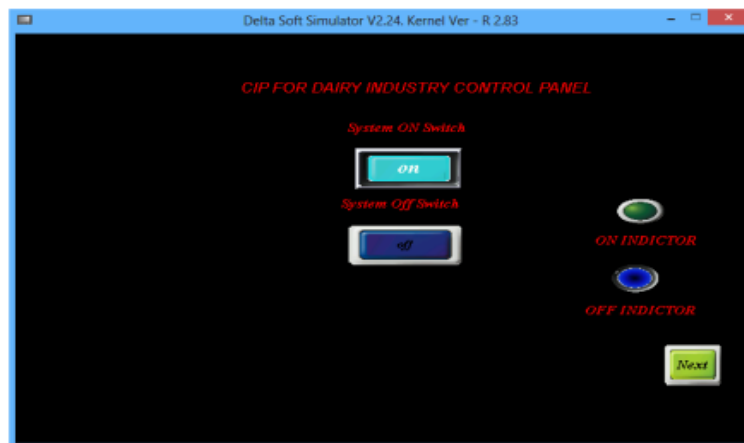 Delta Soft Simulator V2.24. Kernel Ver - R 2.83
CIP FOR DAIRY INDUSTRY CONTROL PANEL
System ON Switch
on
System Off Switch
off
ON INDICTOR
OFF INDICTOR
Next